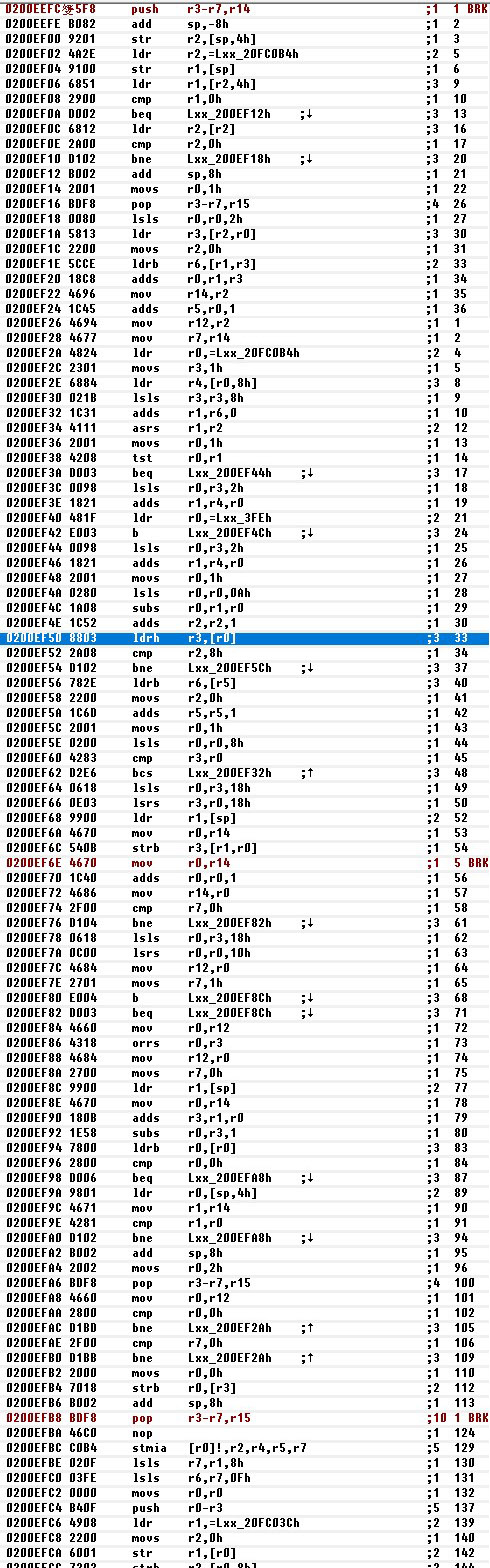 0200EEFC B5F8 push r3-r7,r14 ;1 1 BRK
0200EEFE B082 add sp,-8h ;1 2
0200EF00 9201 str r2,[sp,4h] ;1 3
0200EF02 4A2E ldr r2,=Lxx_20FC0B4h ;2 5
0200EF04 9100 str r1,[sp] ;1 6
0200EF06 6851 ldr r1,[r2,4h] ;3 9
0200EF08 2900 cmp r1,0h ;1 10
0200EF0A D002 beq Lxx_200EF12h ;↓ ;3 13
0200EF0C 6812 ldr r2,[r2] ;3 16
0200EF0E 2A00 cmp r2,0h ;1 17
0200EF10 D102 bne Lxx_200EF18h ;↓ ;3 20
0200EF12 B002 add sp,8h ;1 21
0200EF14 2001 movs r0,1h ;1 22
0200EF16 BDF8 pop r3-r7,r15 ;4 26
0200EF18 0080 lsls r0,r0,2h ;1 27
0200EF1A 5813 ldr r3,[r2,r0] ;3 30
0200EF1C 2200 movs r2,0h ;1 31
0200EF1E 5CCE ldrb r6,[r1,r3] ;2 33
0200EF20 18C8 adds r0,r1,r3 ;1 34
0200EF22 4696 mov r14,r2 ;1 35
0200EF24 1C45 adds r5,r0,1 ;1 36
0200EF26 4694 mov r12,r2 ;1 1
0200EF28 4677 mov r7,r14 ;1 2
0200EF2A 4824 ldr r0,=Lxx_20FC0B4h ;2 4
0200EF2C 2301 movs r3,1h ;1 5
0200EF2E 6884 ldr r4,[r0,8h] ;3 8
0200EF30 021B lsls r3,r3,8h ;1 9
0200EF32 1C31 adds r1,r6,0 ;1 10
0200EF34 4111 asrs r1,r2 ;2 12
0200EF36 2001 movs r0,1h ;1 13
0200EF38 4208 tst r0,r1 ;1 14
0200EF3A D003 beq Lxx_200EF44h ;↓ ;3 17
0200EF3C 0098 lsls r0,r3,2h ;1 18
0200EF3E 1821 adds r1,r4,r0 ;1 19
0200EF40 481F ldr r0,=Lxx_3FEh ;2 21
0200EF42 E003 b Lxx_200EF4Ch ;↓ ;3 24
0200EF44 0098 lsls r0,r3,2h ;1 25
0200EF46 1821 adds r1,r4,r0 ;1 26
0200EF48 2001 movs r0,1h ;1 27
0200EF4A 0280 lsls r0,r0,0Ah ;1 28
0200EF4C 1A08 subs r0,r1,r0 ;1 29
0200EF4E 1C52 adds r2,r2,1 ;1 30
0200EF50 8803 ldrh r3,[r0] ;3 33
0200EF52 2A08 cmp r2,8h ;1 34
0200EF54 D102 bne Lxx_200EF5Ch ;↓ ;3 37
0200EF56 782E ldrb r6,[r5] ;3 40
0200EF58 2200 movs r2,0h ;1 41
0200EF5A 1C6D adds r5,r5,1 ;1 42
0200EF5C 2001 movs r0,1h ;1 43
0200EF5E 0200 lsls r0,r0,8h ;1 44
0200EF60 4283 cmp r3,r0 ;1 45
0200EF62 D2E6 bcs Lxx_200EF32h ;↑ ;3 48
0200EF64 0618 lsls r0,r3,18h ;1 49
0200EF66 0E03 lsrs r3,r0,18h ;1 50
0200EF68 9900 ldr r1,[sp] ;2 52
0200EF6A 4670 mov r0,r14 ;1 53
0200EF6C 540B strb r3,[r1,r0] ;1 54
0200EF6E 4670 mov r0,r14 ;1 5 BRK
0200EF70 1C40 adds r0,r0,1 ;1 56
0200EF72 4686 mov r14,r0 ;1 57
0200EF74 2F00 cmp r7,0h ;1 58
0200EF76 D104 bne Lxx_200EF82h ;↓ ;3 61
0200EF78 0618 lsls r0,r3,18h ;1 62
0200EF7A 0C00 lsrs r0,r0,10h ;1 63
0200EF7C 4684 mov r12,r0 ;1 64
0200EF7E 2701 movs r7,1h ;1 65
0200EF80 E004 b Lxx_200EF8Ch ;↓ ;3 68
0200EF82 D003 beq Lxx_200EF8Ch ;↓ ;3 71
0200EF84 4660 mov r0,r12 ;1 72
0200EF86 4318 orrs r0,r3 ;1 73
0200EF88 4684 mov r12,r0 ;1 74
0200EF8A 2700 movs r7,0h ;1 75
0200EF8C 9900 ldr r1,[sp] ;2 77
0200EF8E 4670 mov r0,r14 ;1 78
0200EF90 180B adds r3,r1,r0 ;1 79
0200EF92 1E58 subs r0,r3,1 ;1 80
0200EF94 7800 ldrb r0,[r0] ;3 83
0200EF96 2800 cmp r0,0h ;1 84
0200EF98 D006 beq Lxx_200EFA8h ;↓ ;3 87
0200EF9A 9801 ldr r0,[sp,4h] ;2 89
0200EF9C 4671 mov r1,r14 ;1 90
0200EF9E 4281 cmp r1,r0 ;1 91
0200EFA0 D102 bne Lxx_200EFA8h ;↓ ;3 94
0200EFA2 B002 add sp,8h ;1 95
0200EFA4 2002 movs r0,2h ;1 96
0200EFA6 BDF8 pop r3-r7,r15 ;4 100
0200EFA8 4660 mov r0,r12 ;1 101
0200EFAA 2800 cmp r0,0h ;1 102
0200EFAC D1BD bne Lxx_200EF2Ah ;↑ ;3 105
0200EFAE 2F00 cmp r7,0h ;1 106
0200EFB0 D1BB bne Lxx_200EF2Ah ;↑ ;3 109
0200EFB2 2000 movs r0,0h ;1 110
0200EFB4 7018 strb r0,[r3] ;2 112
0200EFB6 B002 add sp,8h ;1 113
0200EFB8 BDF8 pop r3-r7,r15 ;10 1 BRK
0200EFBA 46C0 nop ;1 124
0200EFBC C0B4 stmia [r0]!,r2,r4,r5,r7 ;5 129
0200EFBE 020F lsls r7,r1,8h ;1 130
0200EFC0 03FE lsls r6,r7,0Fh ;1 131
0200EFC2 0000 movs r0,r0 ;1 132
0200EFC4 B40F push r0-r3 ;5 137
0200EFC6 4908 ldr r1,=Lxx_20FC03Ch ;2 139
0200EFC8 2200 movs r2,0h ;1 140
0200EFCA 6001 str r1,[r0] ;2 142